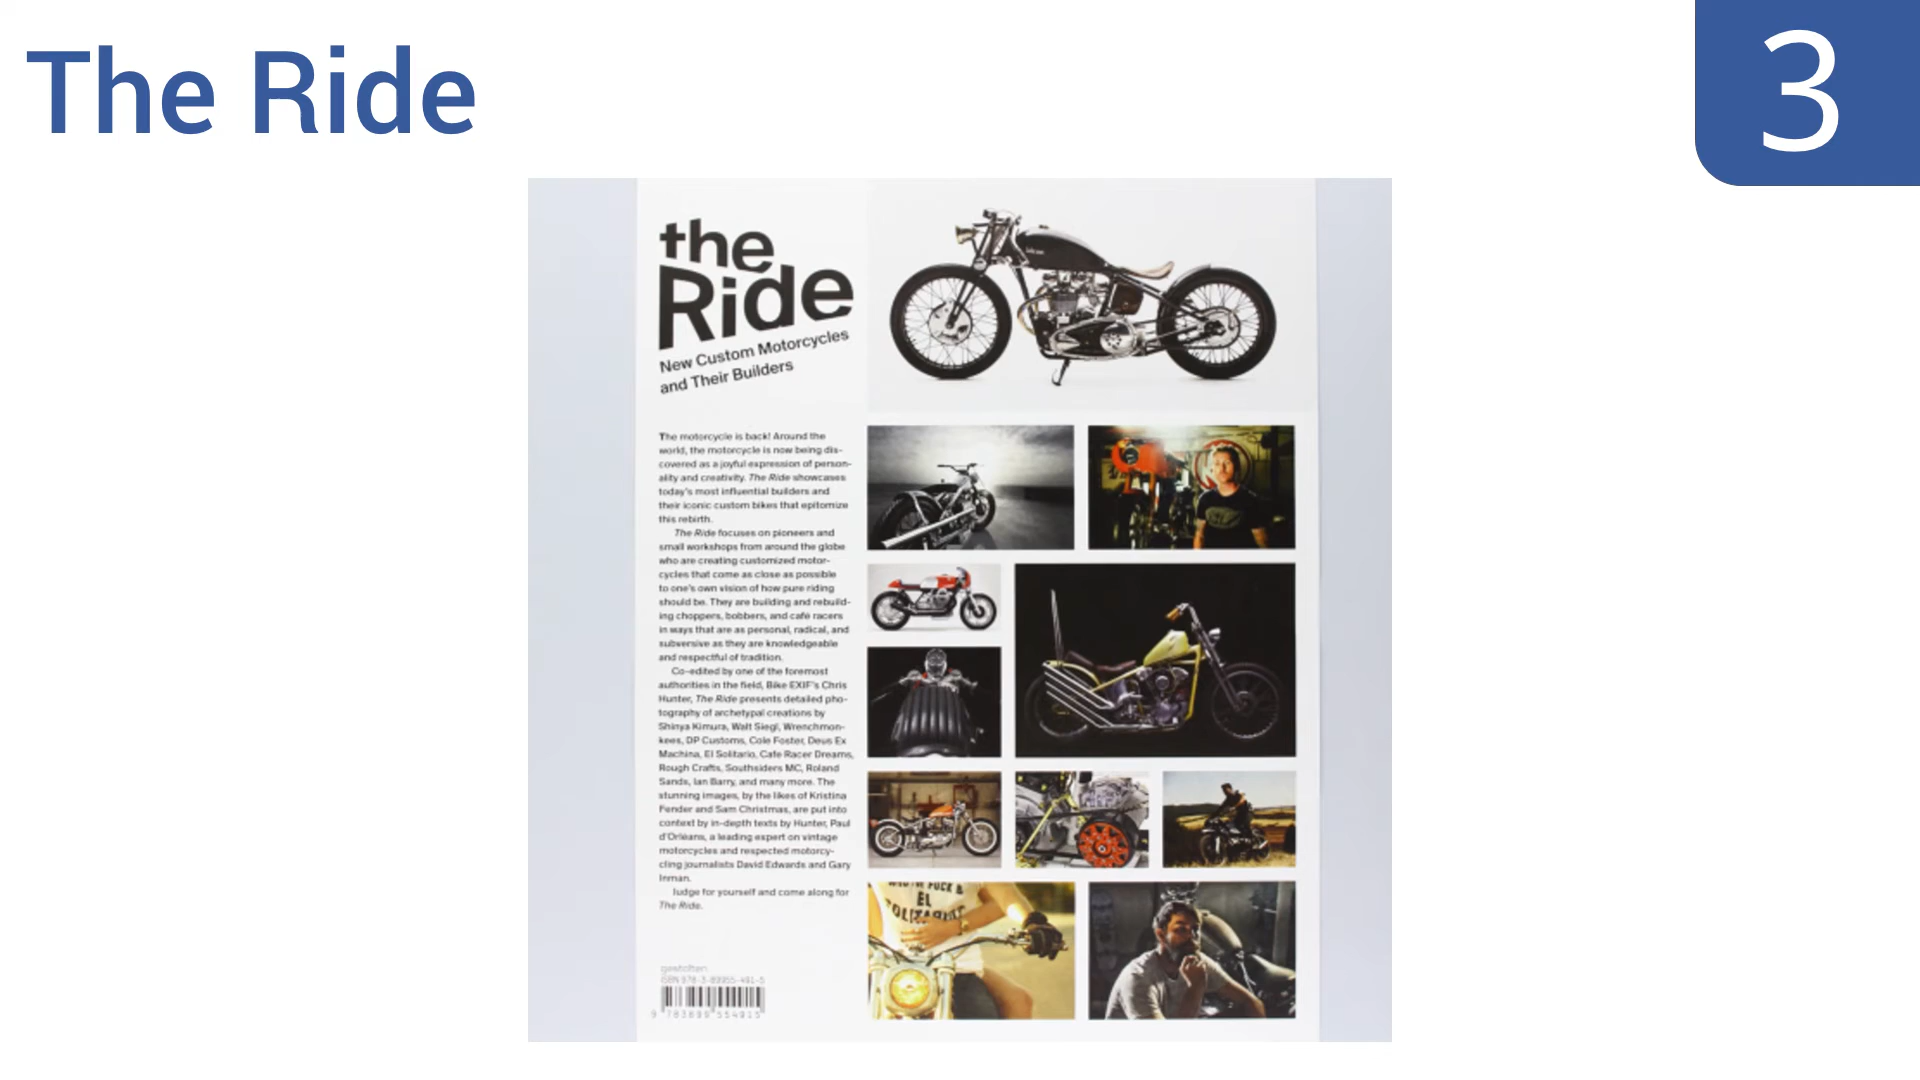 The Ride
3
the
Ride
New Custom Motorcycles
and Their Builders
The motorcycle is back! Around the
world, the motorcycle is now being dis-
covered as a joyful expression of person-
ality and creativity. The Ride showcases
today's most influential builders and
their iconic custom bikes that epitomize
this rebirth.
The Ride focuses on pioneers and
small workshops from around the globe
who are creating customized motor-
cycles that come as close as possible
to one's own vision of how pure riding
should be. They are building and rebuild-
ing choppers, bobbers, and café racers
in ways that are as personal, radical, and
subversive as they are knowledgeable
and respectful of tradition.
Co-edited by one of the foremost
authorities in the field, Bike EXIF's Chris
Hunter, The Ride presents detailed pho-
tography of archetypal creations by
Shinya Kimura, Walt Siegl, Wrenchmon-
kees, DP Customs, Cole Foster, Deus Ex
Machina, El Solitario, Cafe Racer Dreams,
Rough Crafts, Southsiders MC, Roland
Sands, Ian Barry, and many more. The
stunning images, by the likes of Kristina
Fender and Sam Christmas, are put into
context by in-depth texts by Hunter, Paul
d'Orléans, a leading expert on vintage
motorcycles and respected motorcy-
cling journalists David Edwards and Gary
Inman.
Judge for yourself and come along for
The Ride.
gestalten
ISBN 978-3-89955-491-5
9 783899 554915
EL